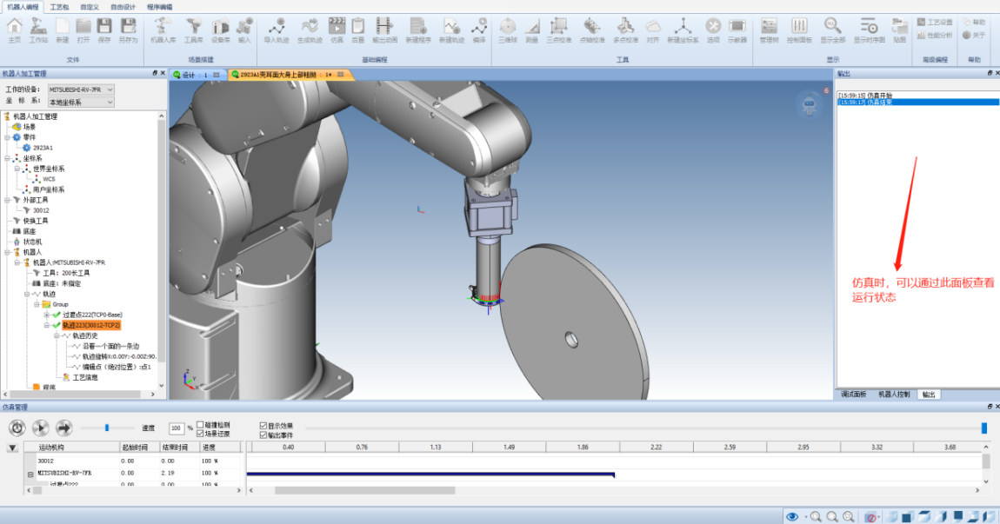 机器人编程 工艺包 自定义 自由设计 程序编辑
主页 工作站 新建 打开 保存 另存为 机器人库 工具库 设备库 输入 导入轨迹 生成轨迹 仿真 后置 输出动画 新建程序 新建轨迹 编译 三维球 测量 三点校准 点轴校准 多点校准 对齐 新建坐标系 选项 示教器 管理树 控制面板 显示全部 显示时序图 贴图 工艺设置 帮助
性能分析 关于
文件 场景搭建 基础编程 工具 显示 高级编程 帮助
机器人加工管理
设计 : 1
2923A1壳耳面大身上部粗抛 : 1*
输出
工作的设备: MITSUBISHI-RV-7FR
坐 标 系: 本地坐标系
[15:59:15] 仿真开始
[15:59:17] 仿真结束
机器人加工管理
场景
零件
2923A1
坐标系
世界坐标系
WCS
用户坐标系
外部工具
30012
快换工具
底座
状态机
机器人
机器人:MITSUBISHI-RV-7FR
工具: 200长工具
底座: 未指定
轨迹
Group
过渡点222(TCP0-Base)
轨迹223(30012-TCP2)
轨迹历史
沿着一个面的一条边
轨迹旋转X:0.00Y:-0.00Z:90.
编辑点（绝对位置）:点1
工艺信息
程序
6
Z
Y
X
仿真时，可以通过此面板查看
运行状态
调试面板 机器人控制 输出
仿真管理
速度 100 %
碰撞检测
场景还原
显示效果
输出事件
运动机构 起始时间 结束时间 进度 0.40 0.76 1.13 1.49 1.86 2.22 2.59 2.95 3.32 3.68
30012 0.00 0.00 100 %
MITSUBISHI-RV-7FR 0.00 2.19 100 %
过渡点222 0.00 0.00 100 %